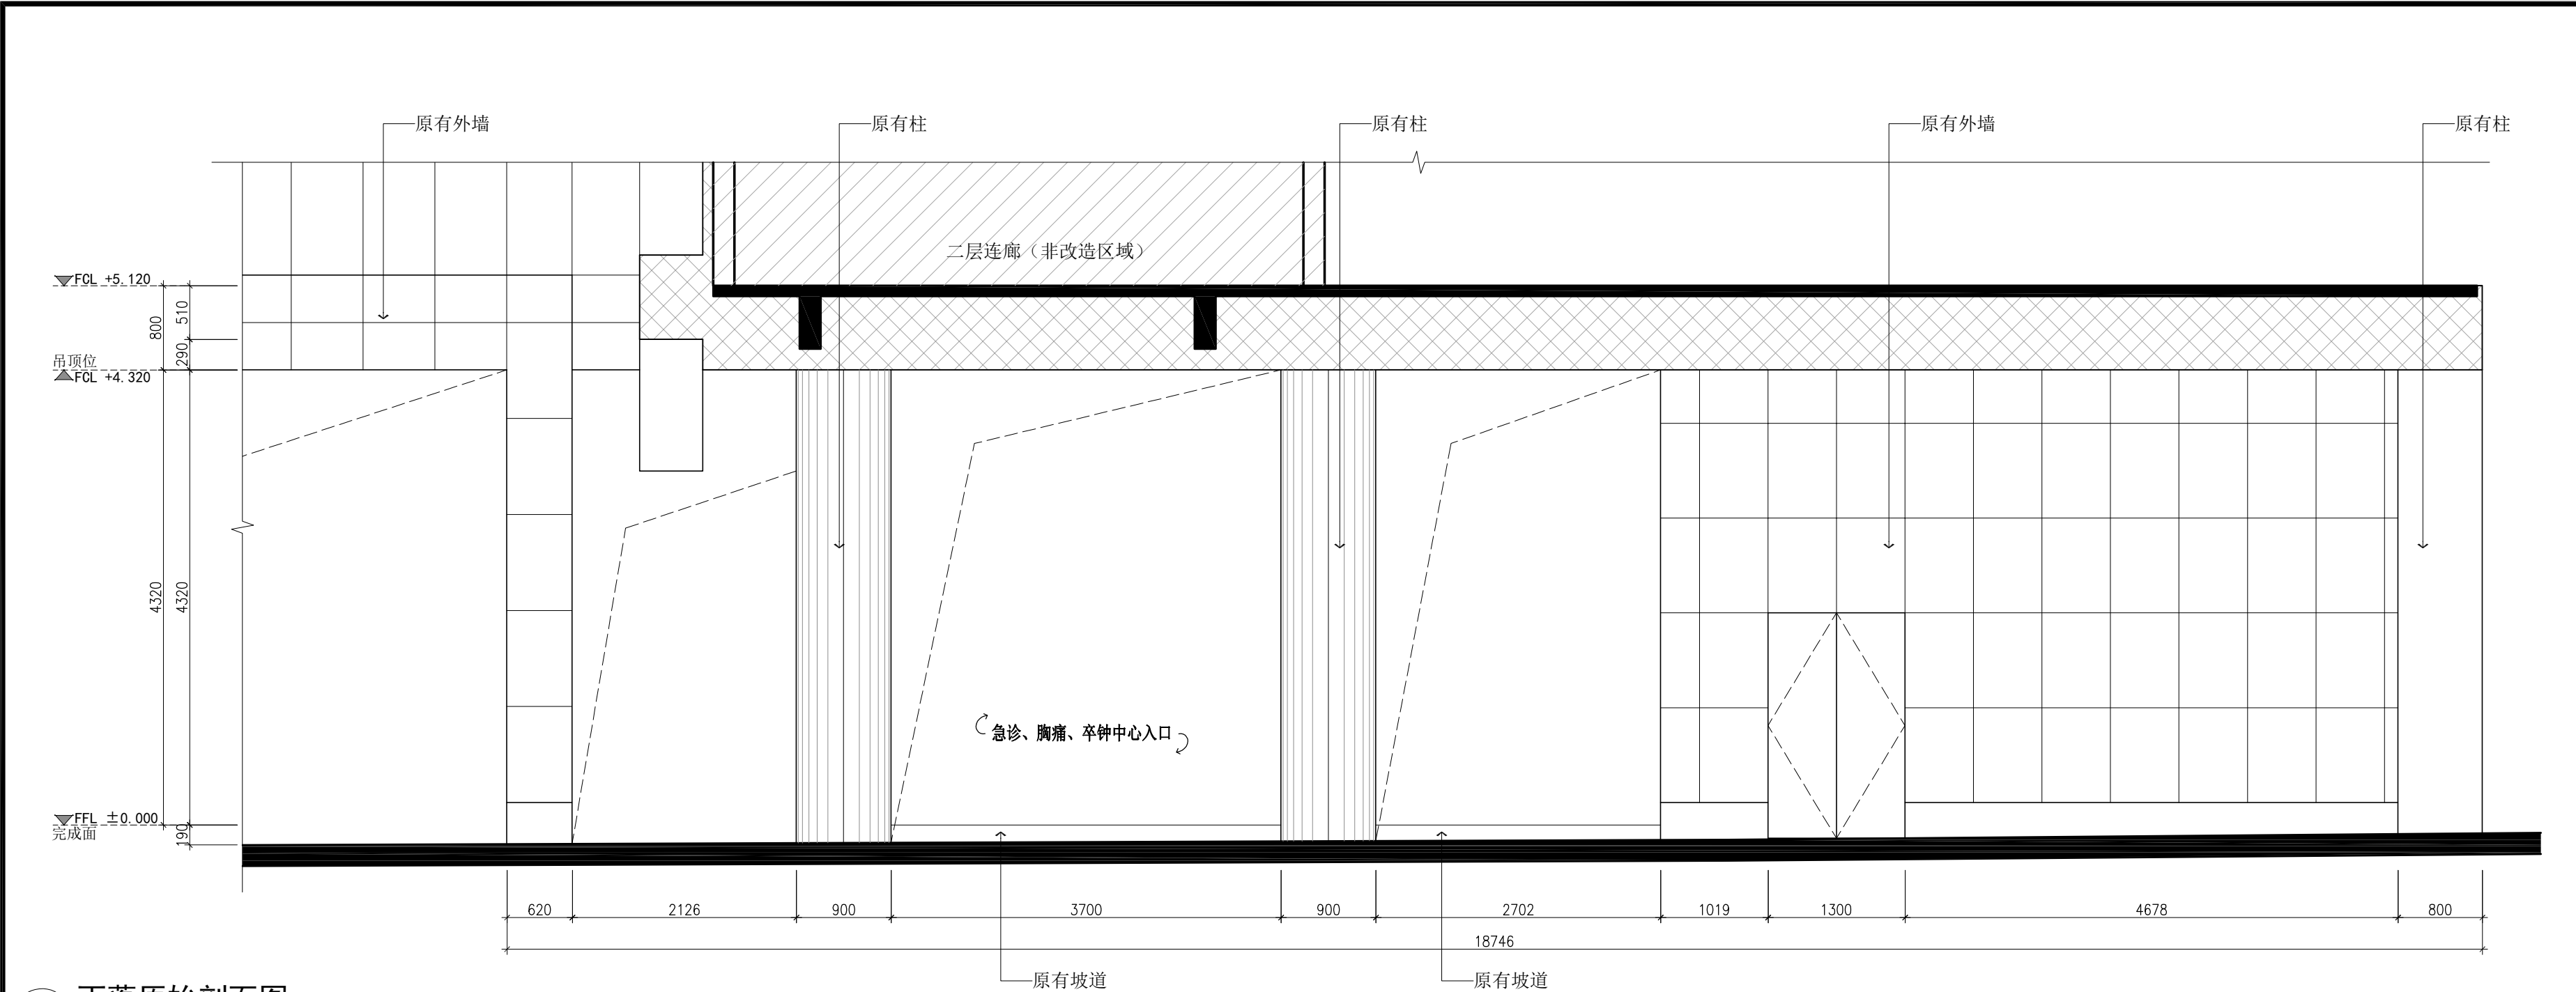 原有外墙
原有柱
原有柱
原有外墙
原有柱
二层连廊（非改造区域）
FCL +5.120
510
800
290
吊顶位
FCL +4.320
4320
4320
急诊、胸痛、卒钟中心入口
FFL ±0.000
完成面
190
620
2126
900
3700
900
2702
1019
1300
4678
800
18746
原有坡道
原有坡道